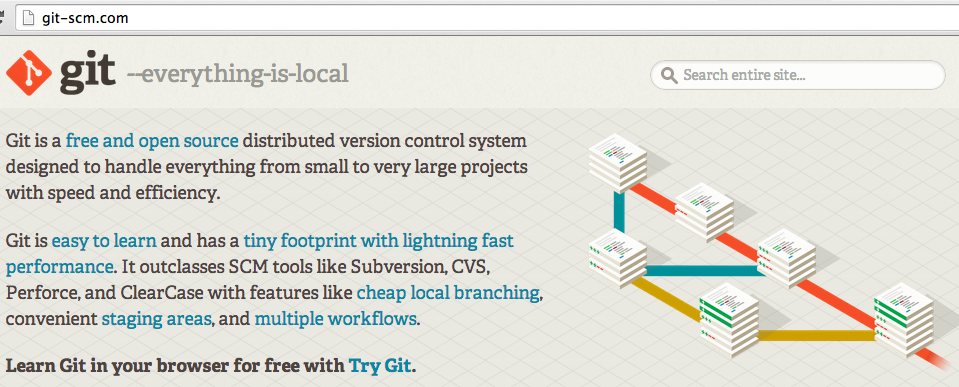 git-scm.com
git --everything-is-local
Search entire site...
Git is a free and open source distributed version control system
designed to handle everything from small to very large projects
with speed and efficiency.
Git is easy to learn and has a tiny footprint with lightning fast
performance. It outclasses SCM tools like Subversion, CVS,
Perforce, and ClearCase with features like cheap local branching,
convenient staging areas, and multiple workflows.
Learn Git in your browser for free with Try Git.